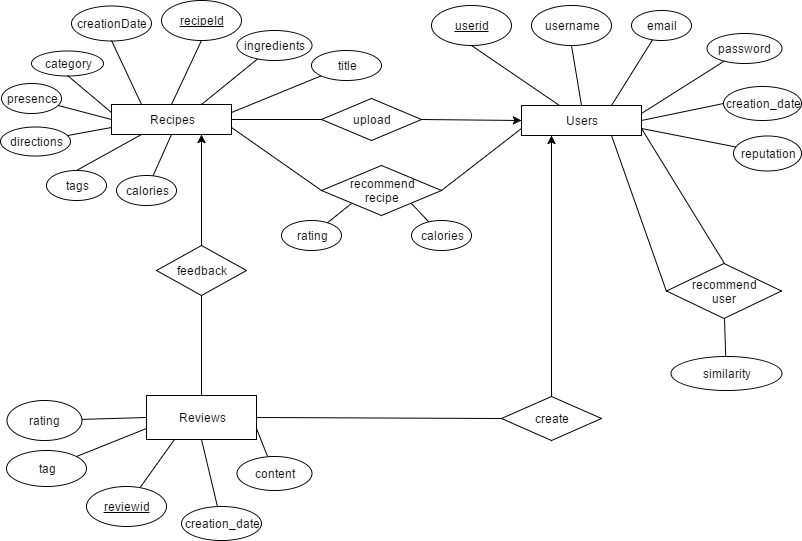 creationDate
recipeId
ingredients
category
title
presence
directions
tags
calories
Recipes
upload
recommend
recipe
rating
calories
userid
username
email
password
creation_date
reputation
Users
recommend
user
similarity
feedback
Reviews
create
rating
tag
reviewid
creation_date
content